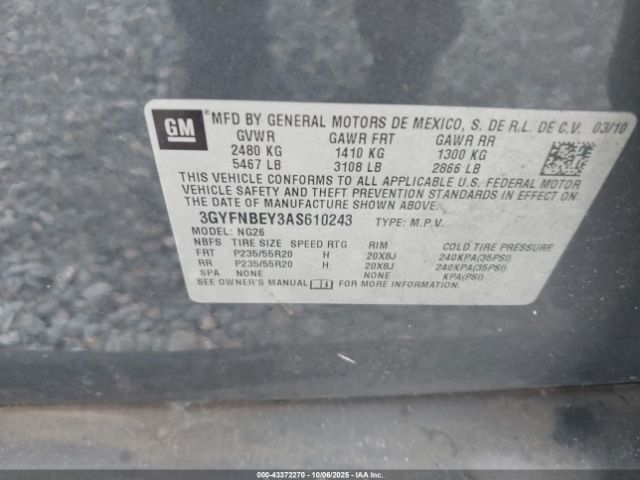 GM
MFD BY GENERAL MOTORS DE MEXICO, S. DE R.L. DE C.V. 03/10
GVWR GAWR FRT GAWR RR
2480 KG 1410 KG 1300 KG
5467 LB 3108 LB 2866 LB
THIS VEHICLE CONFORMS TO ALL APPLICABLE U.S. FEDERAL MOTOR
VEHICLE SAFETY AND THEFT PREVENTION STANDARDS IN EFFECT ON
THE DATE OF MANUFACTURE SHOWN ABOVE.
3GYFNBEY3AS610243 TYPE: M.P.V.
MODEL: NG26
NBFS TIRE SIZE SPEED RTG RIM COLD TIRE PRESSURE
FRT P235/55R20 H 20X8J 240KPA(35PSI)
RR P235/55R20 H 20X8J 240KPA(35PSI)
SPA NONE NONE KPA(PSI)
SEE OWNER'S MANUAL FOR MORE INFORMATION.
000-43372270 - 10/06/2025 - ©IAAI.COM